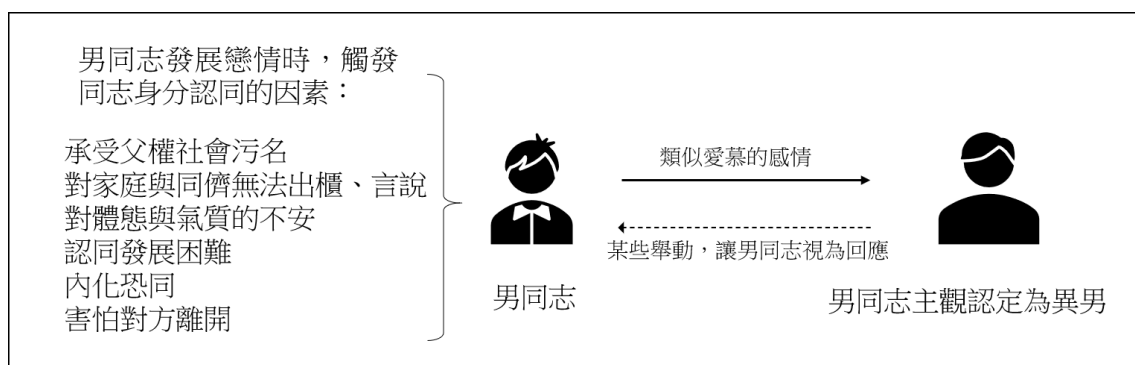 男同志發展戀情時，觸發
同志身分認同的因素：
承受父權社會污名
對家庭與同儕無法出櫃、言說
對體態與氣質的不安
認同發展困難
內化恐同
害怕對方離開
男同志
類似愛慕的感情
某些舉動，讓男同志視為回應
男同志主觀認定為異男